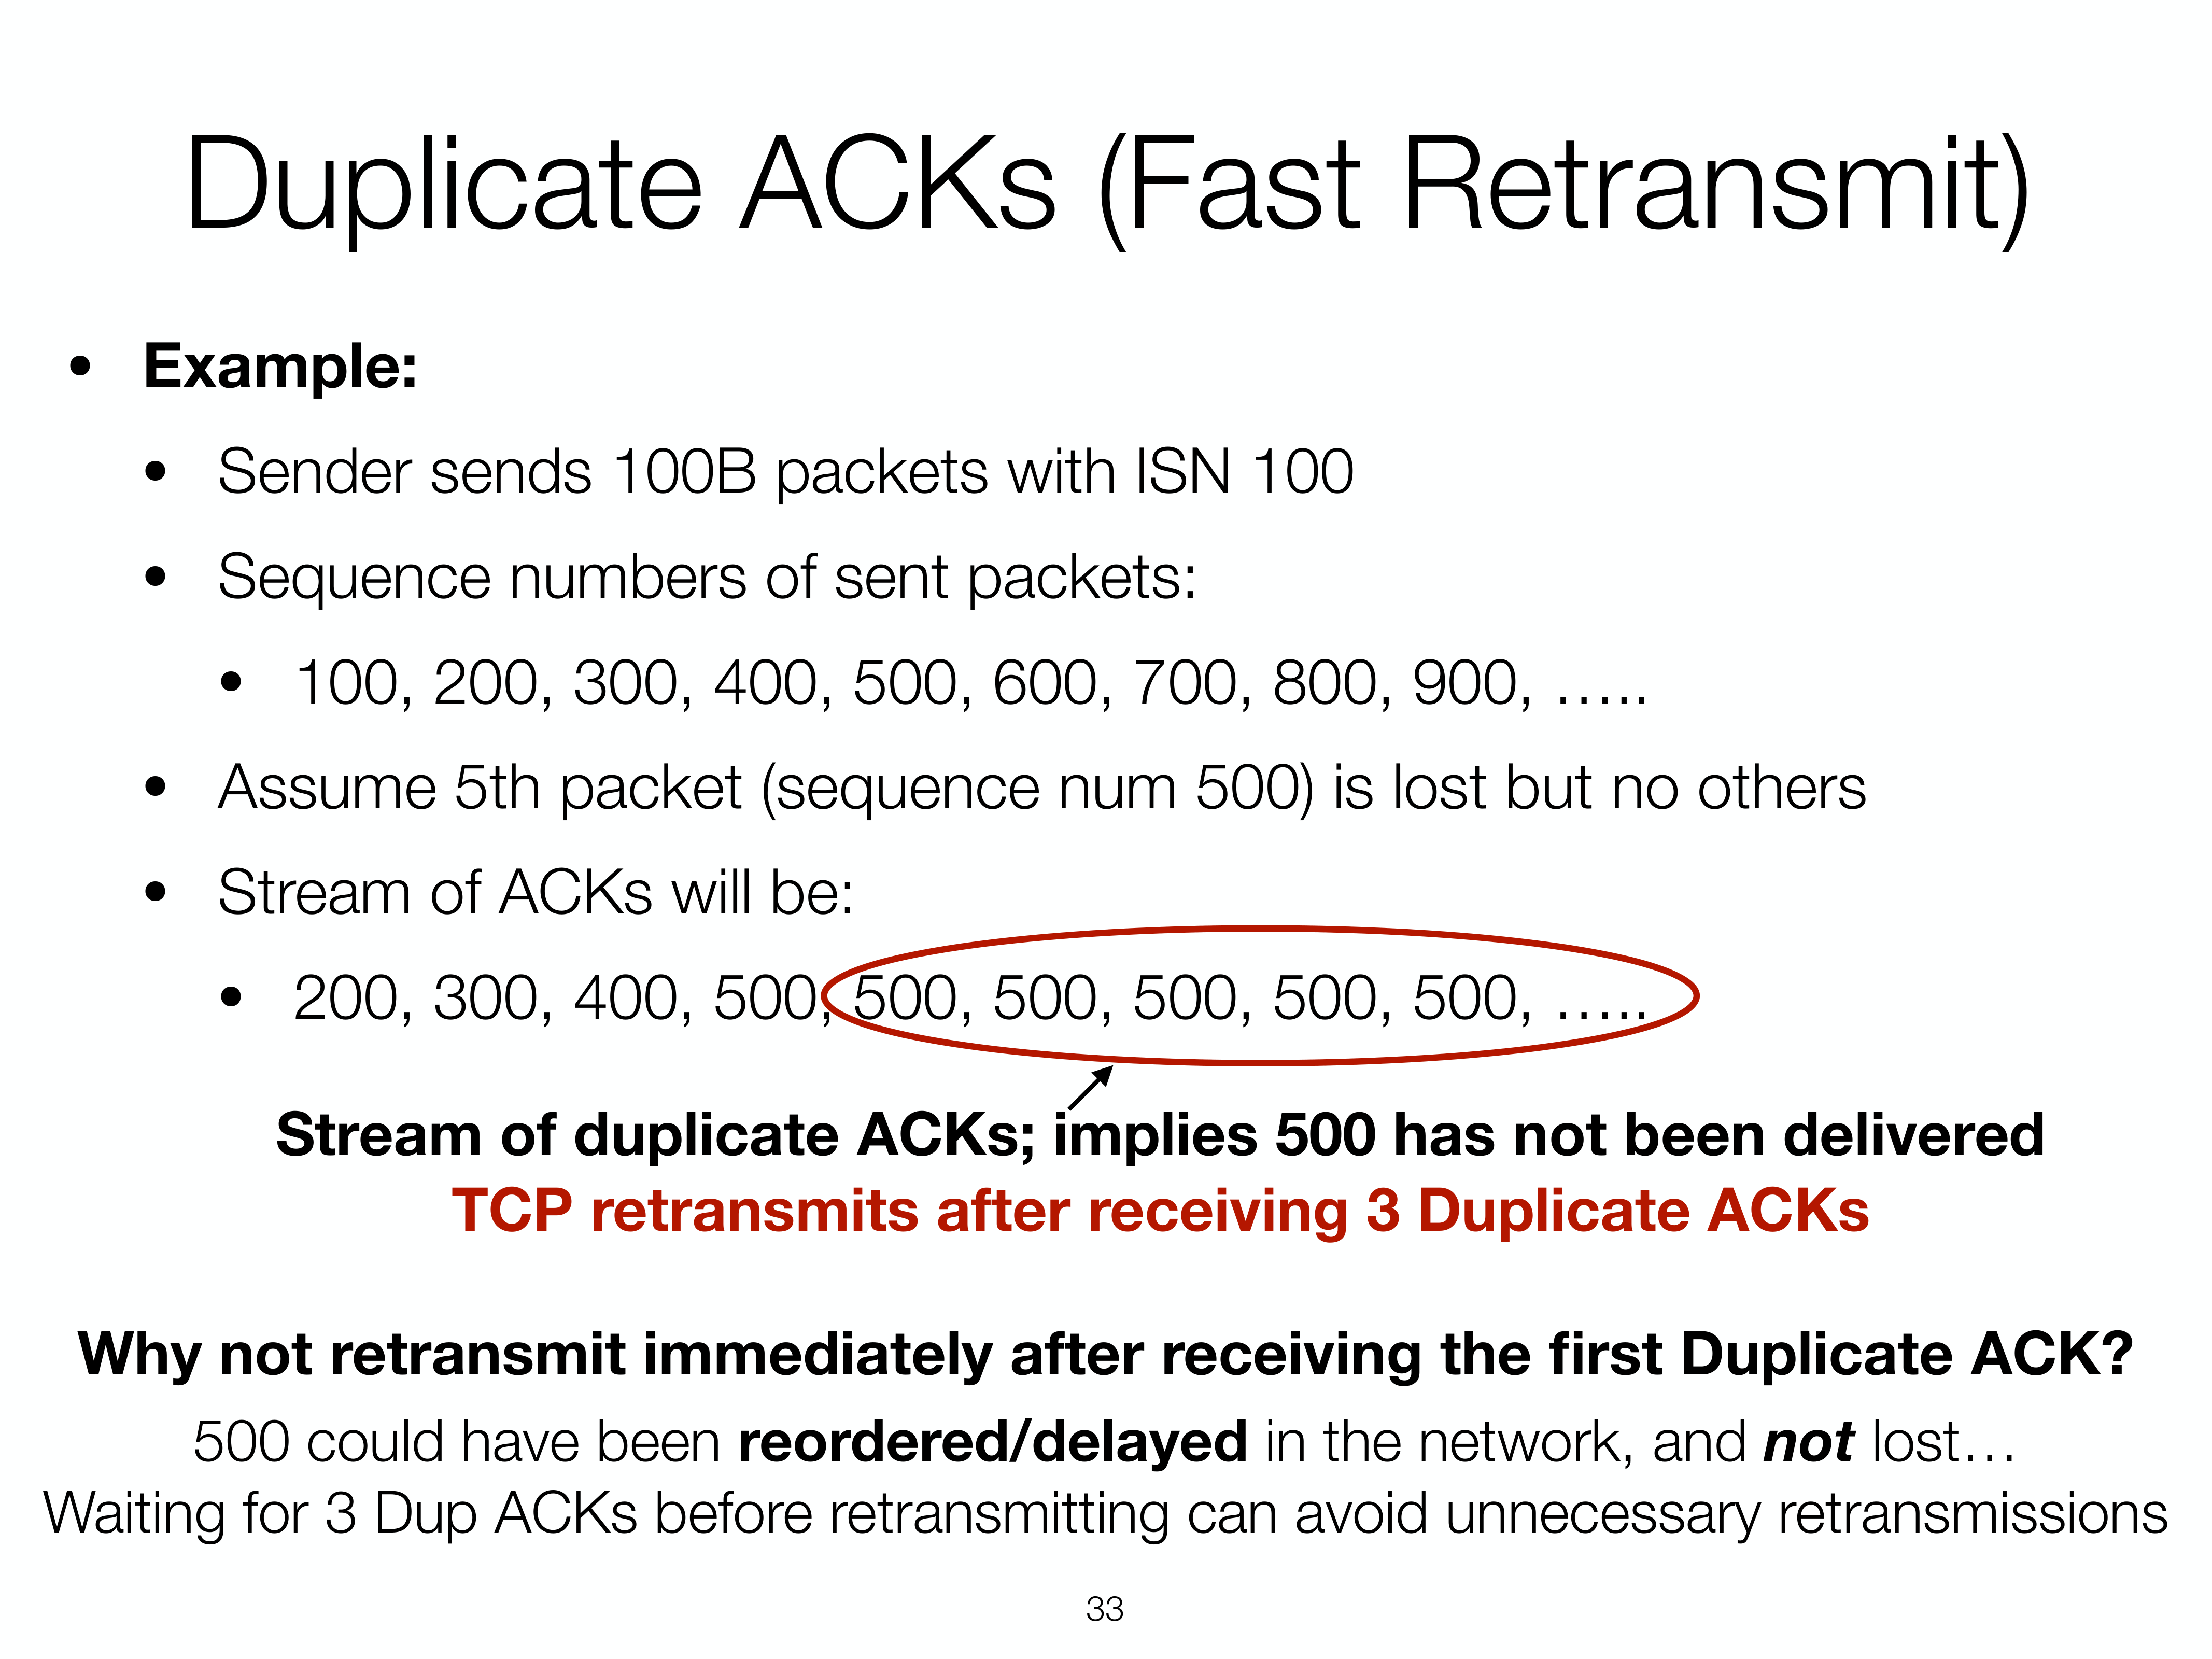 Duplicate ACKs (Fast Retransmit)
• Example:
• Sender sends 100B packets with ISN 100
• Sequence numbers of sent packets:
• 100, 200, 300, 400, 500, 600, 700, 800, 900, …..
• Assume 5th packet (sequence num 500) is lost but no others
• Stream of ACKs will be:
• 200, 300, 400, 500, 500, 500, 500, 500, 500, …..
Stream of duplicate ACKs; implies 500 has not been delivered
TCP retransmits after receiving 3 Duplicate ACKs
Why not retransmit immediately after receiving the first Duplicate ACK?
500 could have been reordered/delayed in the network, and not lost…
Waiting for 3 Dup ACKs before retransmitting can avoid unnecessary retransmissions
33